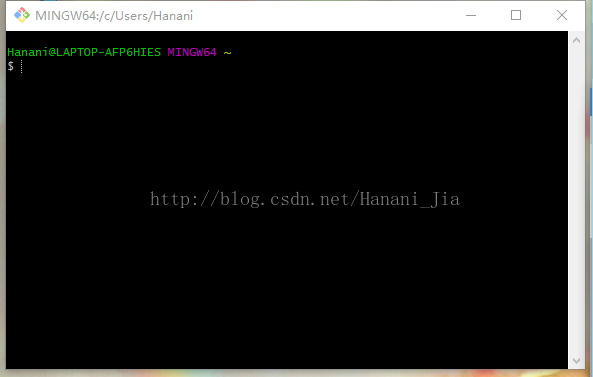 MINGW64:/c/Users/Hanani
Hanani@LAPTOP-AFP6HIES MINGW64 ~
$
http://blog.csdn.net/Hanani_Jia